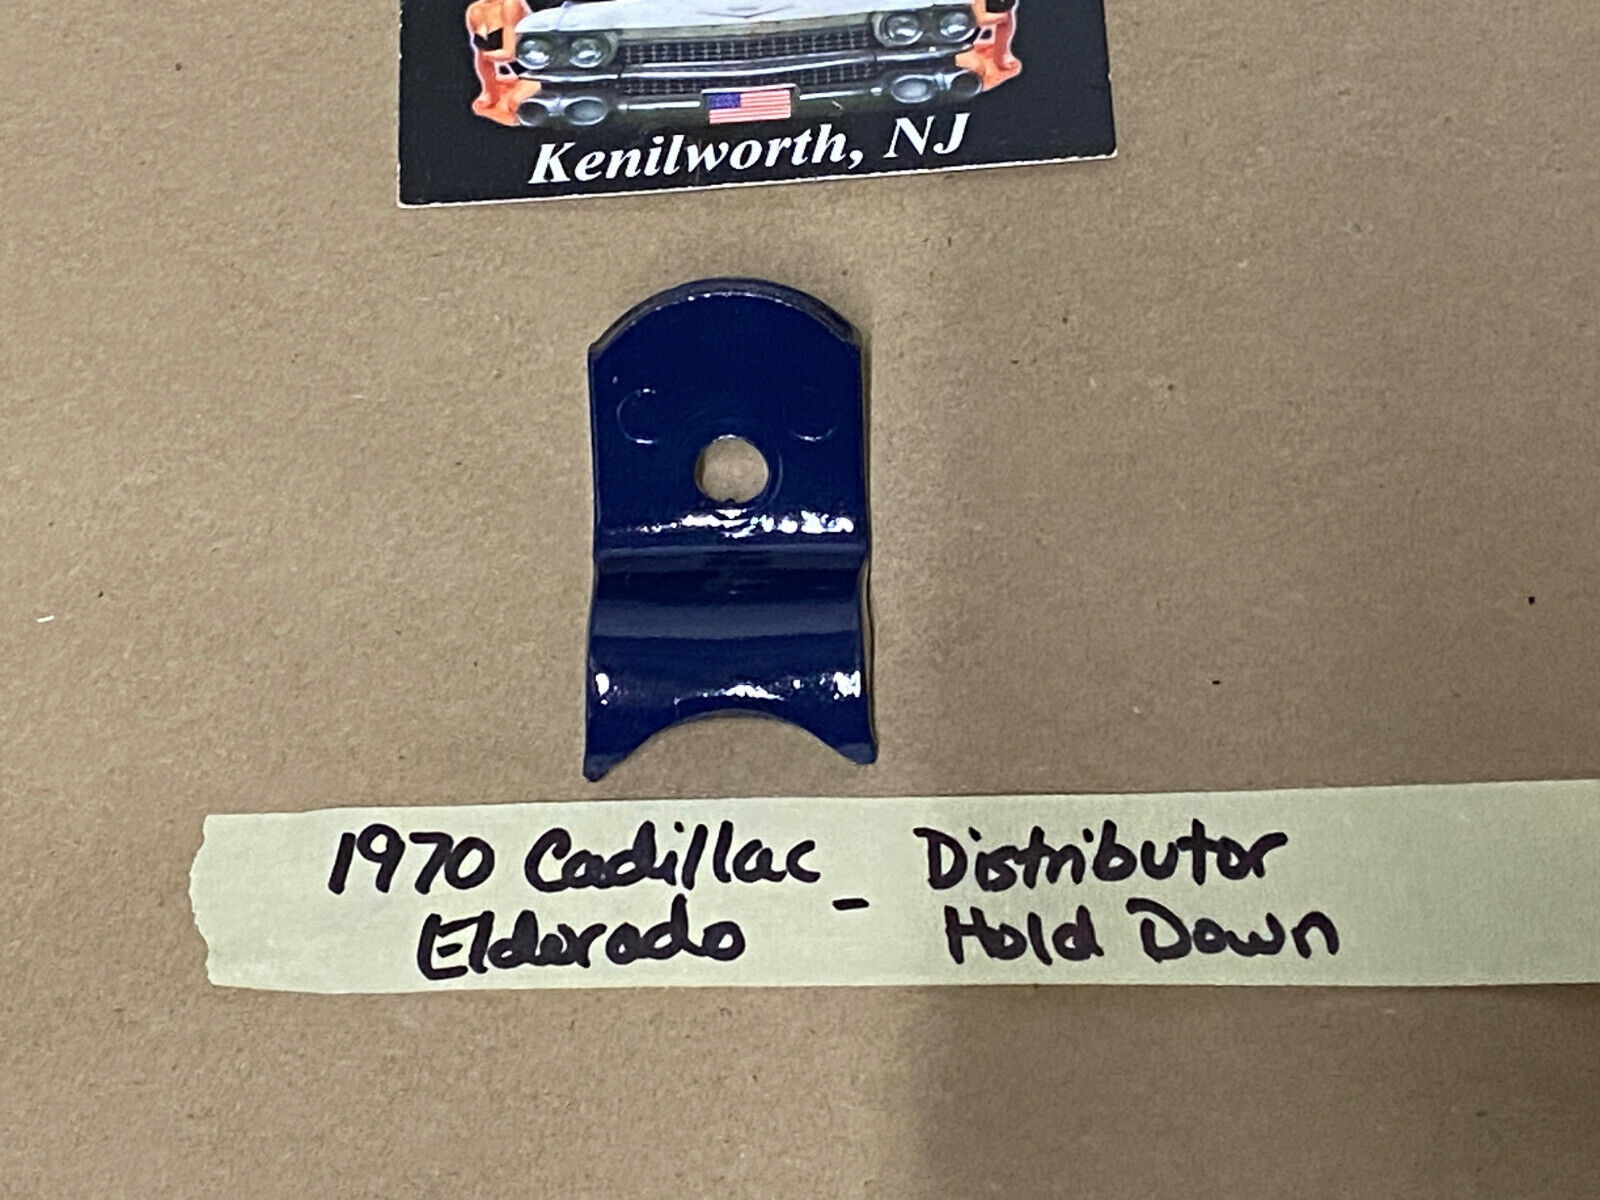 Kenilworth, NJ
1970 Cadillac - Distributor
Eldorado Hold Down